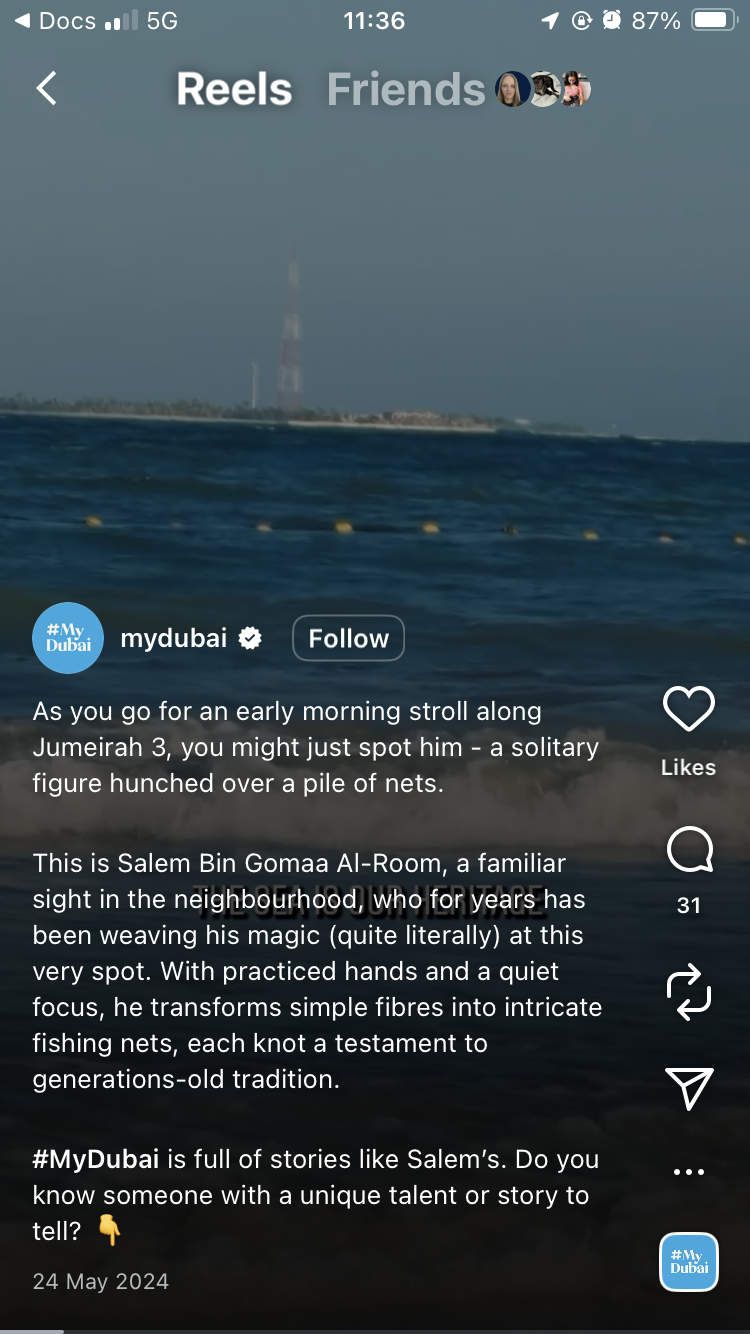 Docs 5G 11:36 87%
Reels Friends
#My
Dubai
mydubai Follow
As you go for an early morning stroll along
Jumeirah 3, you might just spot him - a solitary
figure hunched over a pile of nets.
Likes
This is Salem Bin Gomaa Al-Room, a familiar
sight in the neighbourhood, who for years has
THE SEA IS OUR HERITAGE
31
been weaving his magic (quite literally) at this
very spot. With practiced hands and a quiet
focus, he transforms simple fibres into intricate
fishing nets, each knot a testament to
generations-old tradition.
#MyDubai is full of stories like Salem’s. Do you
know someone with a unique talent or story to
tell? 👇
24 May 2024
#My
Dubai